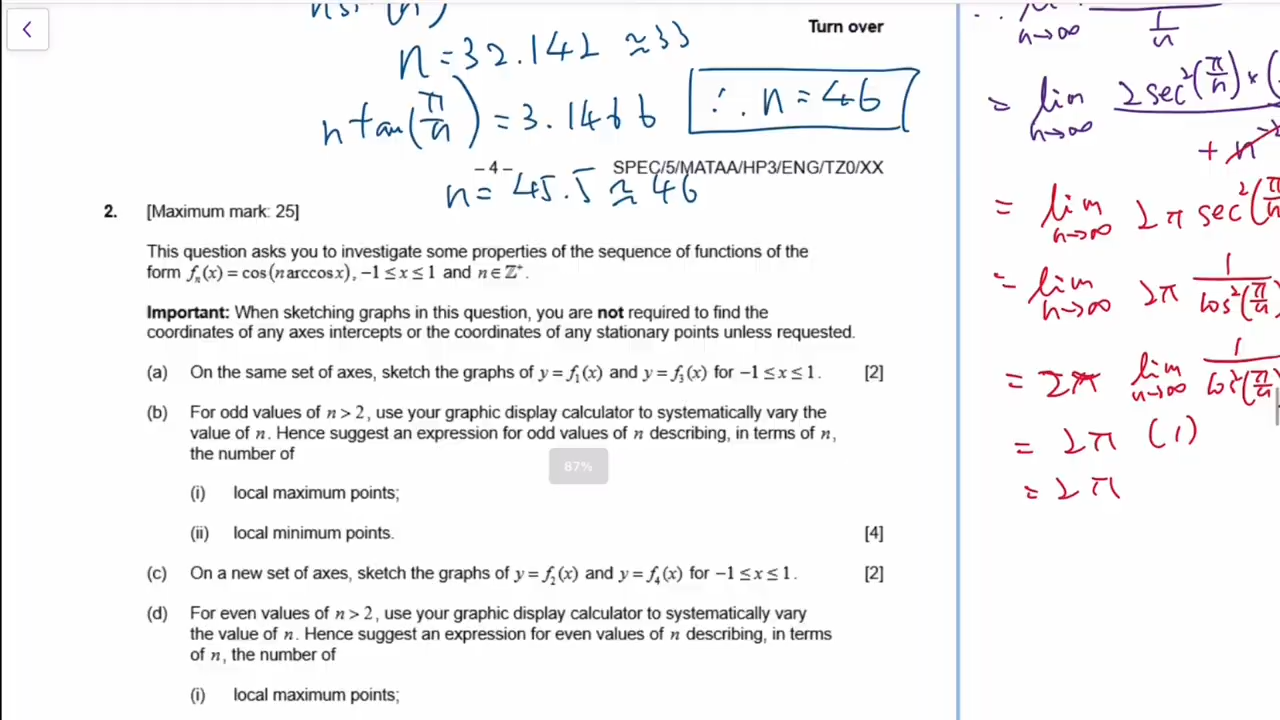 Turn over
n = 32.142 ≈ 33
n tan(π/n) = 3.1466
∴ n = 46
– 4 –
SPEC/5/MATAA/HP3/ENG/TZ0/XX
n = 45.5 ≈ 46
2. [Maximum mark: 25]
This question asks you to investigate some properties of the sequence of functions of the
form fₙ(x) = cos(n arccos x), −1 ≤ x ≤ 1 and n ∈ ℤ⁺.
Important: When sketching graphs in this question, you are not required to find the
coordinates of any axes intercepts or the coordinates of any stationary points unless requested.
(a) On the same set of axes, sketch the graphs of y = f₁(x) and y = f₃(x) for −1 ≤ x ≤ 1. [2]
(b) For odd values of n > 2, use your graphic display calculator to systematically vary the
value of n. Hence suggest an expression for odd values of n describing, in terms of n,
the number of
87%
(i) local maximum points;
(ii) local minimum points. [4]
(c) On a new set of axes, sketch the graphs of y = f₂(x) and y = f₄(x) for −1 ≤ x ≤ 1. [2]
(d) For even values of n > 2, use your graphic display calculator to systematically vary
the value of n. Hence suggest an expression for even values of n describing, in terms
of n, the number of
(i) local maximum points;
n→∞
1/n
= lim n→∞ 2 sec²(π/n) × (
= lim n→∞ 2π sec²(π/n
= lim n→∞ 2π 1/cos²(π/n)
= 2π lim n→∞ 1/cos²(π/n
= 2π (1)
= 2π